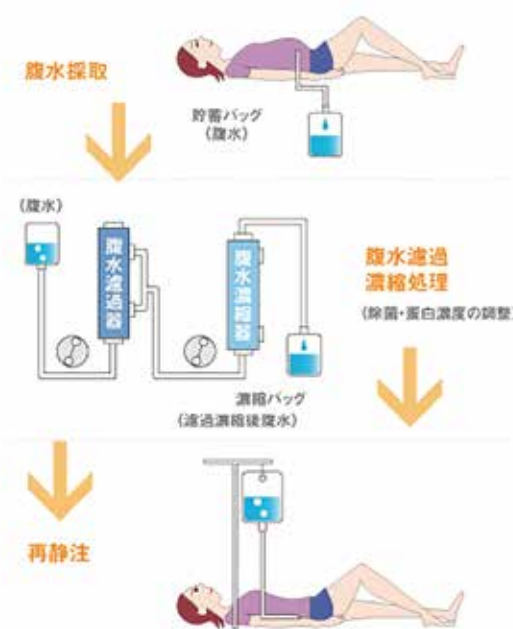 腹水採取
貯蓄バッグ
(腹水)
(腹水)
腹水濾過器
腹水濃縮器
腹水濾過
濃縮処理
(除菌・蛋白濃度の調整)
濃縮バッグ
(濾過濃縮後腹水)
再静注